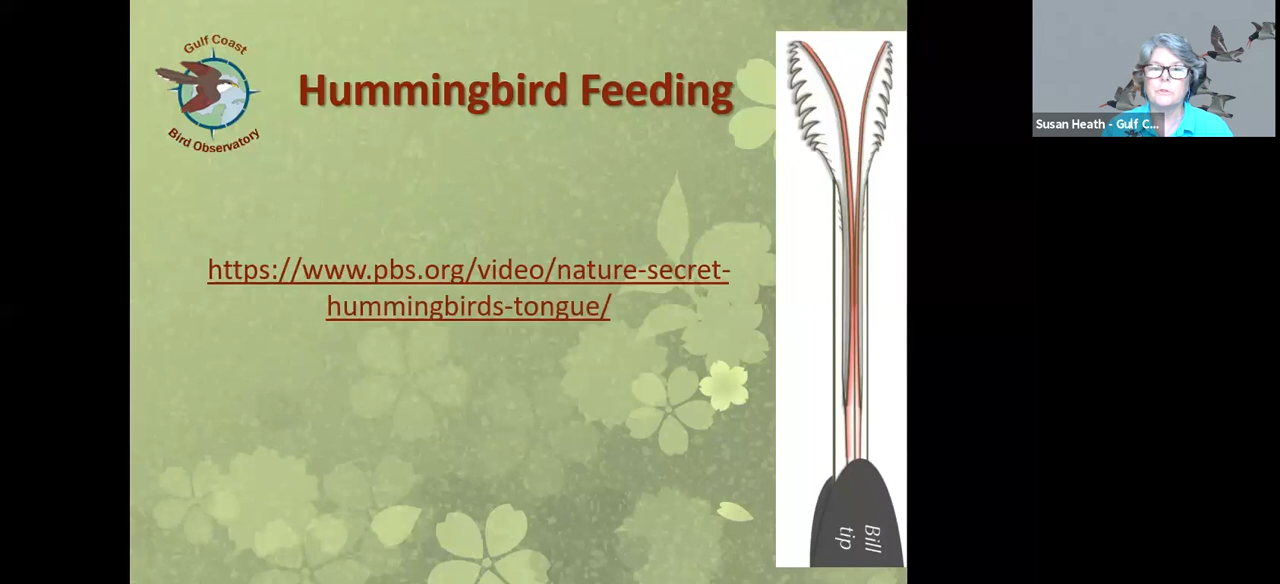 Gulf Coast
Bird Observatory
Hummingbird Feeding
https://www.pbs.org/video/nature-secret-
hummingbirds-tongue/
Bill
tip
Susan Heath - Gulf C...